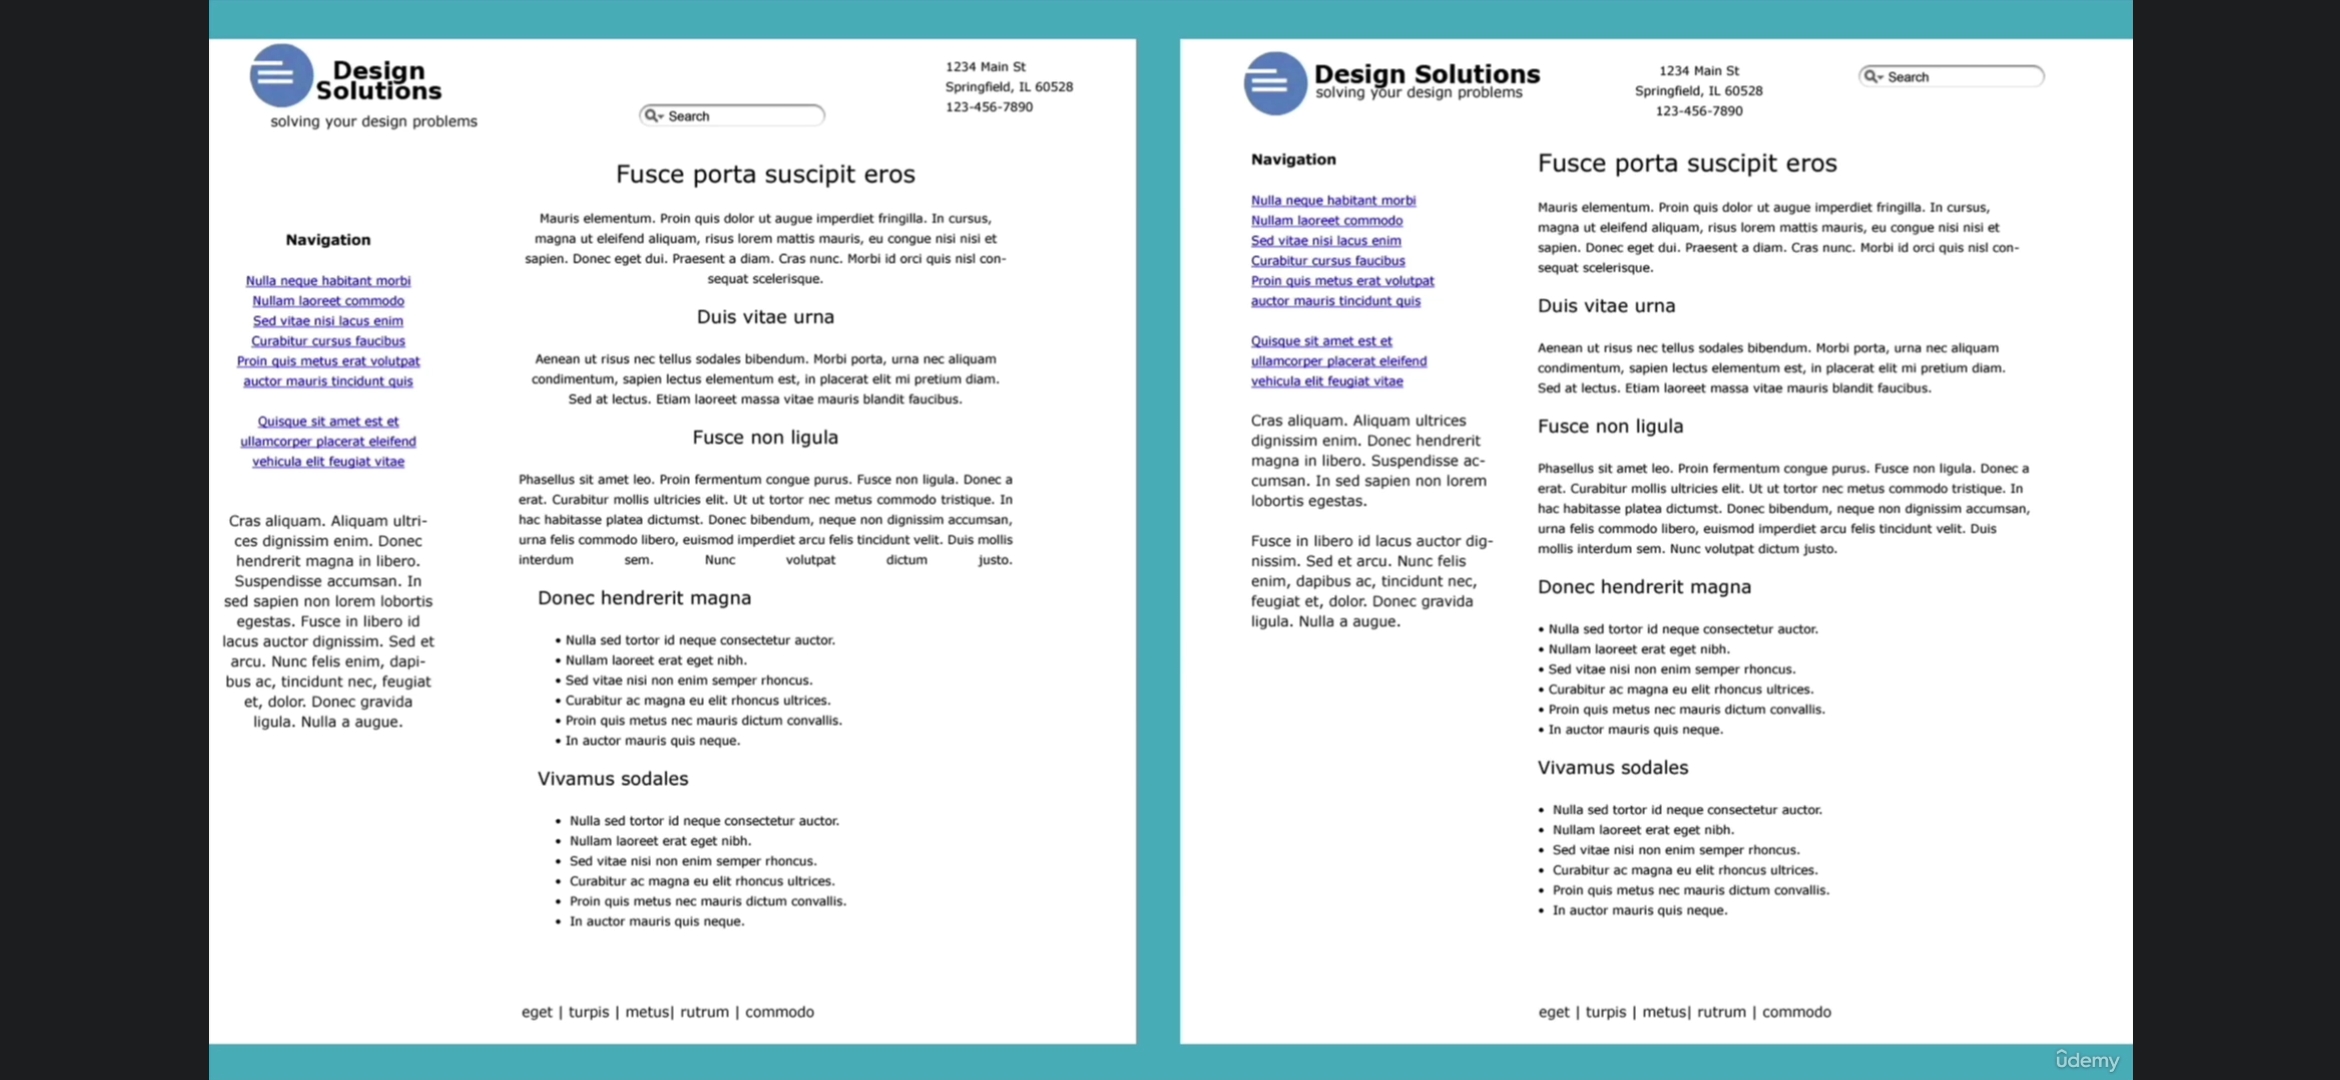 Design
Solutions
solving your design problems
Search
1234 Main St
Springfield, IL 60528
123-456-7890
Navigation
Nulla neque habitant morbi
Nullam laoreet commodo
Sed vitae nisi lacus enim
Curabitur cursus faucibus
Proin quis metus erat volutpat
auctor mauris tincidunt quis
Quisque sit amet est et
ullamcorper placerat eleifend
vehicula elit feugiat vitae
Cras aliquam. Aliquam ultri-
ces dignissim enim. Donec
hendrerit magna in libero.
Suspendisse accumsan. In
sed sapien non lorem lobortis
egestas. Fusce in libero id
lacus auctor dignissim. Sed et
arcu. Nunc felis enim, dapi-
bus ac, tincidunt nec, feugiat
et, dolor. Donec gravida
ligula. Nulla a augue.
Fusce porta suscipit eros
Mauris elementum. Proin quis dolor ut augue imperdiet fringilla. In cursus,
magna ut eleifend aliquam, risus lorem mattis mauris, eu congue nisi nisi et
sapien. Donec eget dui. Praesent a diam. Cras nunc. Morbi id orci quis nisl con-
sequat scelerisque.
Duis vitae urna
Aenean ut risus nec tellus sodales bibendum. Morbi porta, urna nec aliquam
condimentum, sapien lectus elementum est, in placerat elit mi pretium diam.
Sed at lectus. Etiam laoreet massa vitae mauris blandit faucibus.
Fusce non ligula
Phasellus sit amet leo. Proin fermentum congue purus. Fusce non ligula. Donec a
erat. Curabitur mollis ultricies elit. Ut ut tortor nec metus commodo tristique. In
hac habitasse platea dictumst. Donec bibendum, neque non dignissim accumsan,
urna felis commodo libero, euismod imperdiet arcu felis tincidunt velit. Duis mollis
interdum sem. Nunc volutpat dictum justo.
Donec hendrerit magna
• Nulla sed tortor id neque consectetur auctor.
• Nullam laoreet erat eget nibh.
• Sed vitae nisi non enim semper rhoncus.
• Curabitur ac magna eu elit rhoncus ultrices.
• Proin quis metus nec mauris dictum convallis.
• In auctor mauris quis neque.
Vivamus sodales
• Nulla sed tortor id neque consectetur auctor.
• Nullam laoreet erat eget nibh.
• Sed vitae nisi non enim semper rhoncus.
• Curabitur ac magna eu elit rhoncus ultrices.
• Proin quis metus nec mauris dictum convallis.
• In auctor mauris quis neque.
eget | turpis | metus| rutrum | commodo
Design Solutions
solving your design problems
1234 Main St
Springfield, IL 60528
123-456-7890
Search
Navigation
Nulla neque habitant morbi
Nullam laoreet commodo
Sed vitae nisi lacus enim
Curabitur cursus faucibus
Proin quis metus erat volutpat
auctor mauris tincidunt quis
Quisque sit amet est et
ullamcorper placerat eleifend
vehicula elit feugiat vitae
Cras aliquam. Aliquam ultrices
dignissim enim. Donec hendrerit
magna in libero. Suspendisse ac-
cumsan. In sed sapien non lorem
lobortis egestas.
Fusce in libero id lacus auctor dig-
nissim. Sed et arcu. Nunc felis
enim, dapibus ac, tincidunt nec,
feugiat et, dolor. Donec gravida
ligula. Nulla a augue.
Fusce porta suscipit eros
Mauris elementum. Proin quis dolor ut augue imperdiet fringilla. In cursus,
magna ut eleifend aliquam, risus lorem mattis mauris, eu congue nisi nisi et
sapien. Donec eget dui. Praesent a diam. Cras nunc. Morbi id orci quis nisl con-
sequat scelerisque.
Duis vitae urna
Aenean ut risus nec tellus sodales bibendum. Morbi porta, urna nec aliquam
condimentum, sapien lectus elementum est, in placerat elit mi pretium diam.
Sed at lectus. Etiam laoreet massa vitae mauris blandit faucibus.
Fusce non ligula
Phasellus sit amet leo. Proin fermentum congue purus. Fusce non ligula. Donec a
erat. Curabitur mollis ultricies elit. Ut ut tortor nec metus commodo tristique. In
hac habitasse platea dictumst. Donec bibendum, neque non dignissim accumsan,
urna felis commodo libero, euismod imperdiet arcu felis tincidunt velit. Duis
mollis interdum sem. Nunc volutpat dictum justo.
Donec hendrerit magna
• Nulla sed tortor id neque consectetur auctor.
• Nullam laoreet erat eget nibh.
• Sed vitae nisi non enim semper rhoncus.
• Curabitur ac magna eu elit rhoncus ultrices.
• Proin quis metus nec mauris dictum convallis.
• In auctor mauris quis neque.
Vivamus sodales
• Nulla sed tortor id neque consectetur auctor.
• Nullam laoreet erat eget nibh.
• Sed vitae nisi non enim semper rhoncus.
• Curabitur ac magna eu elit rhoncus ultrices.
• Proin quis metus nec mauris dictum convallis.
• In auctor mauris quis neque.
eget | turpis | metus| rutrum | commodo
udemy